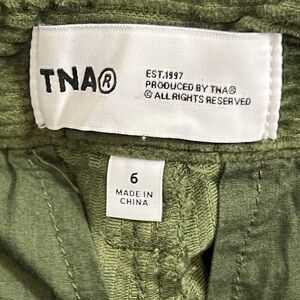 TNA®
EST.1997
PRODUCED BY TNA®
© ALL RIGHTS RESERVED
6
MADE IN
CHINA